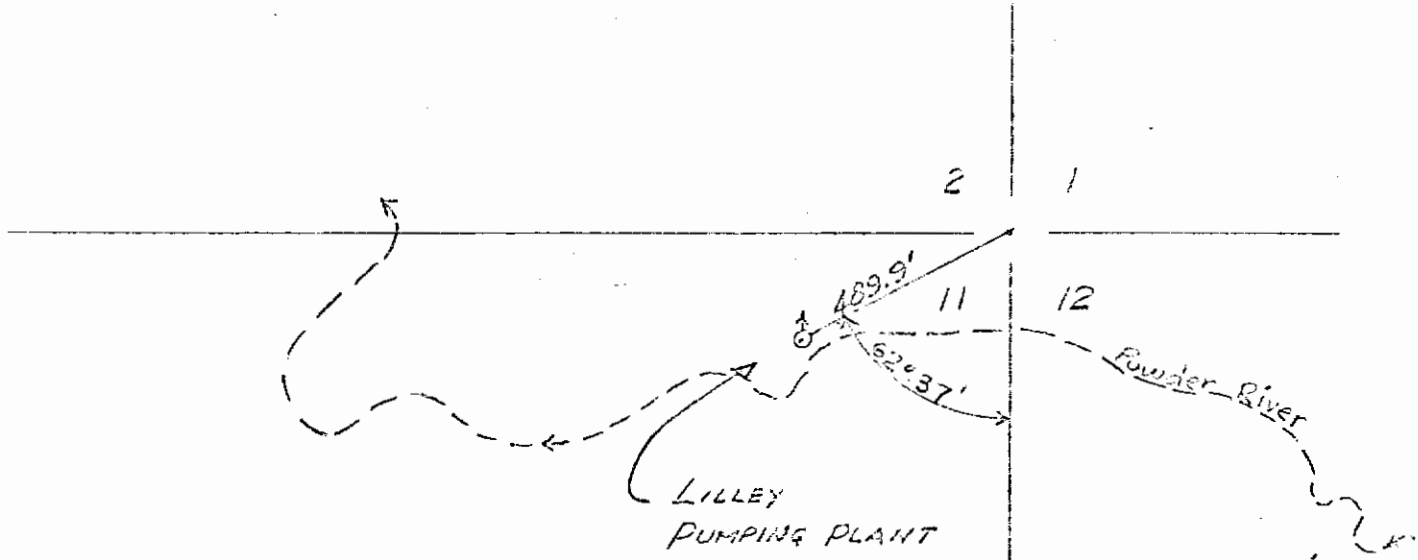 2 1
489.9'
11 12
62°37'
Powder River
LILLEY
PUMPING PLANT